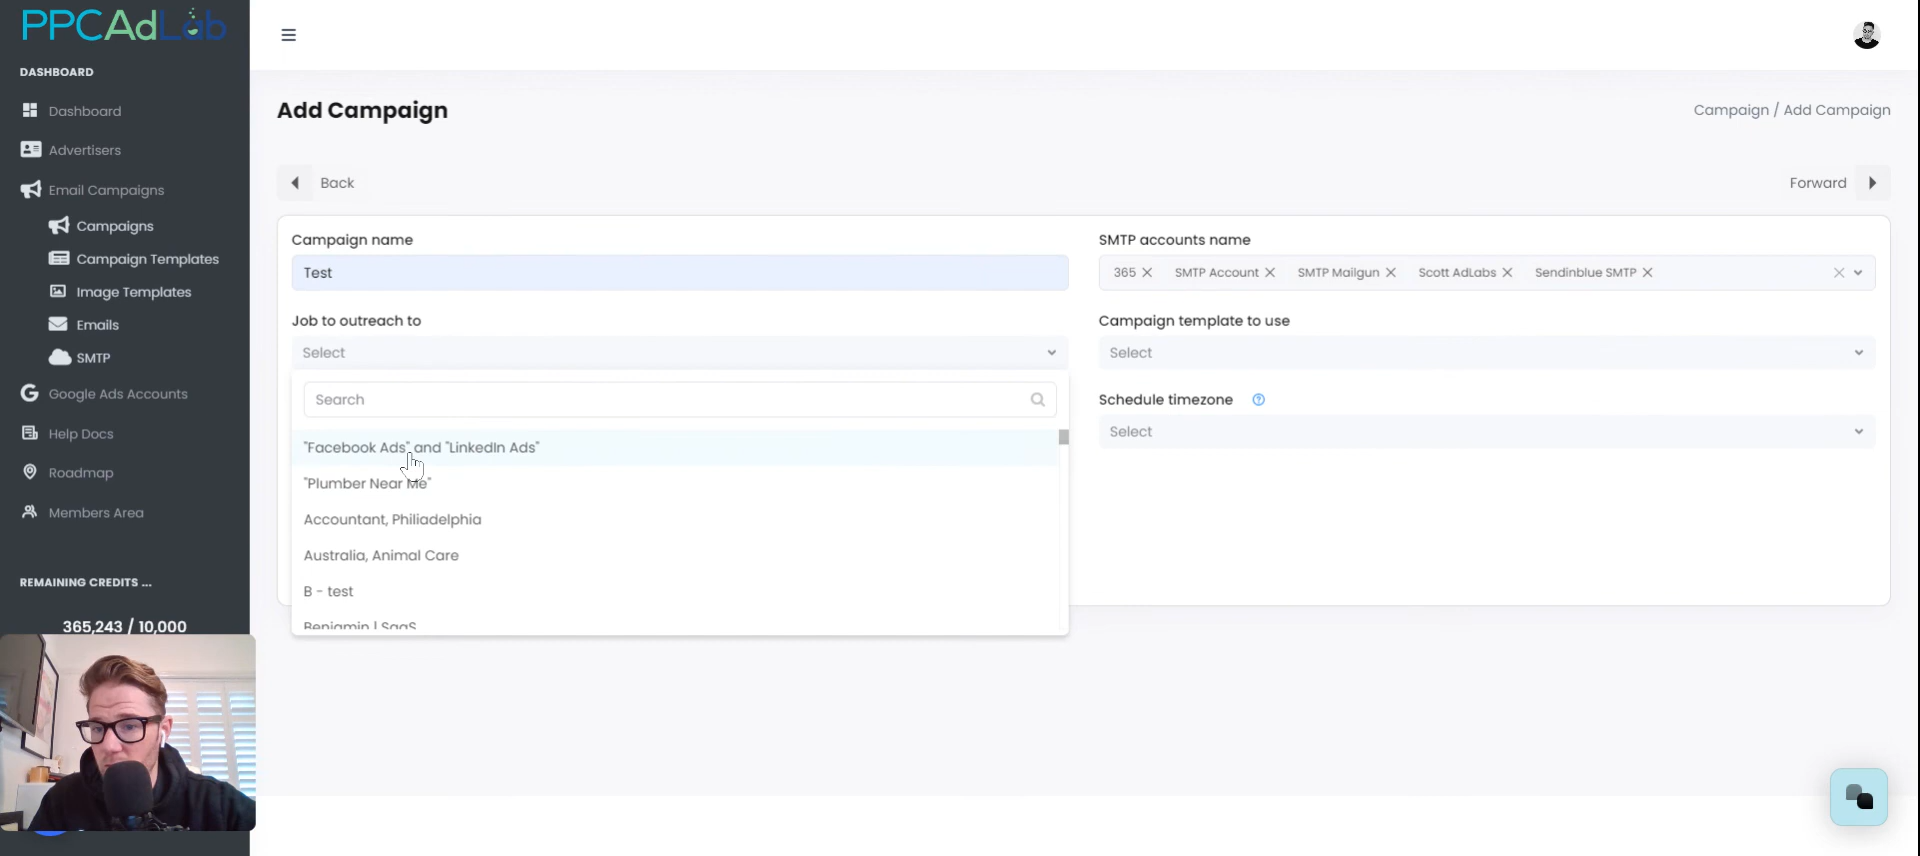 PPCAdLab
DASHBOARD
Dashboard
Advertisers
Email Campaigns
Campaigns
Campaign Templates
Image Templates
Emails
SMTP
Google Ads Accounts
Help Docs
Roadmap
Members Area
REMAINING CREDITS ...
365,243 / 10,000
Add Campaign
Campaign / Add Campaign
Back
Forward
Campaign name
Test
SMTP accounts name
365 SMTP Account SMTP Mailgun Scott AdLabs Sendinblue SMTP
Job to outreach to
Select
Search
"Facebook Ads" and "LinkedIn Ads"
"Plumber Near Me"
Accountant, Philiadelphia
Australia, Animal Care
B - test
Benjamin | SaaS
Campaign template to use
Select
Schedule timezone
Select